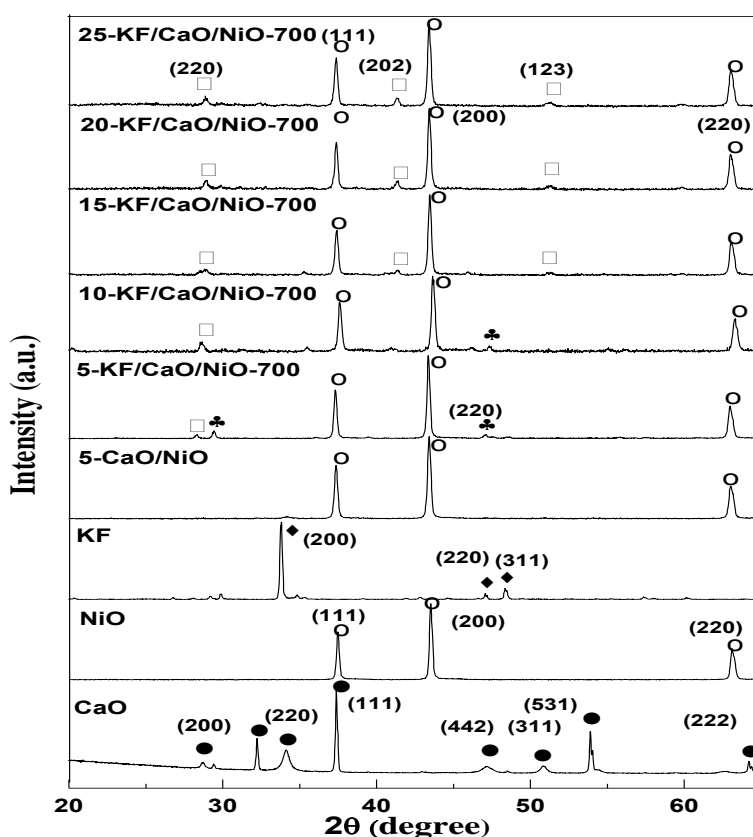 25-KF/CaO/NiO-700 (111)
(220) (202) (123)
20-KF/CaO/NiO-700 (200) (220)
15-KF/CaO/NiO-700
10-KF/CaO/NiO-700
5-KF/CaO/NiO-700
(220)
5-CaO/NiO
KF (200) (220) (311)
NiO (111) (200) (220)
CaO (200) (220) (111) (442) (311) (531) (222)
Intensity (a.u.)
20 30 40 50 60
2θ (degree)